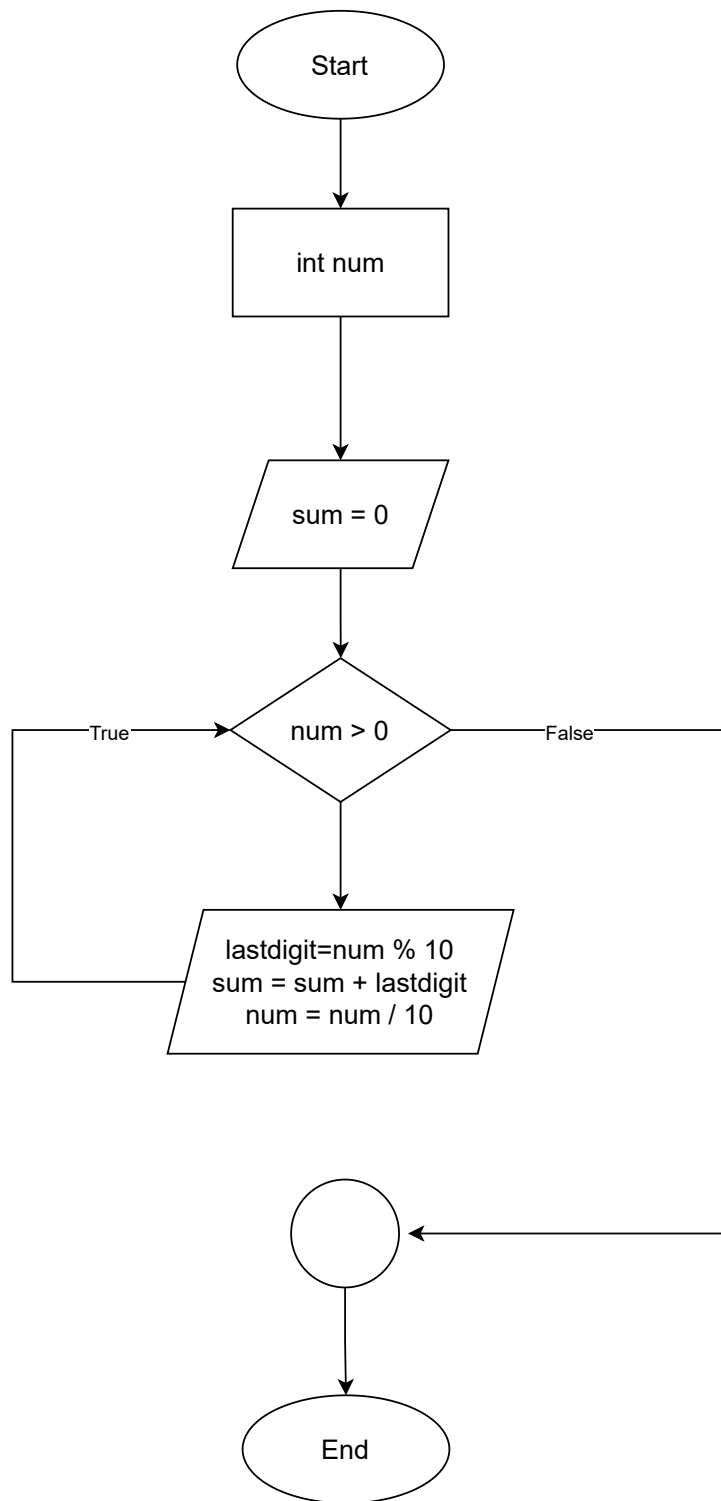 Start
int num
sum = 0
num > 0
True
False
lastdigit=num % 10
sum = sum + lastdigit
num = num / 10
End